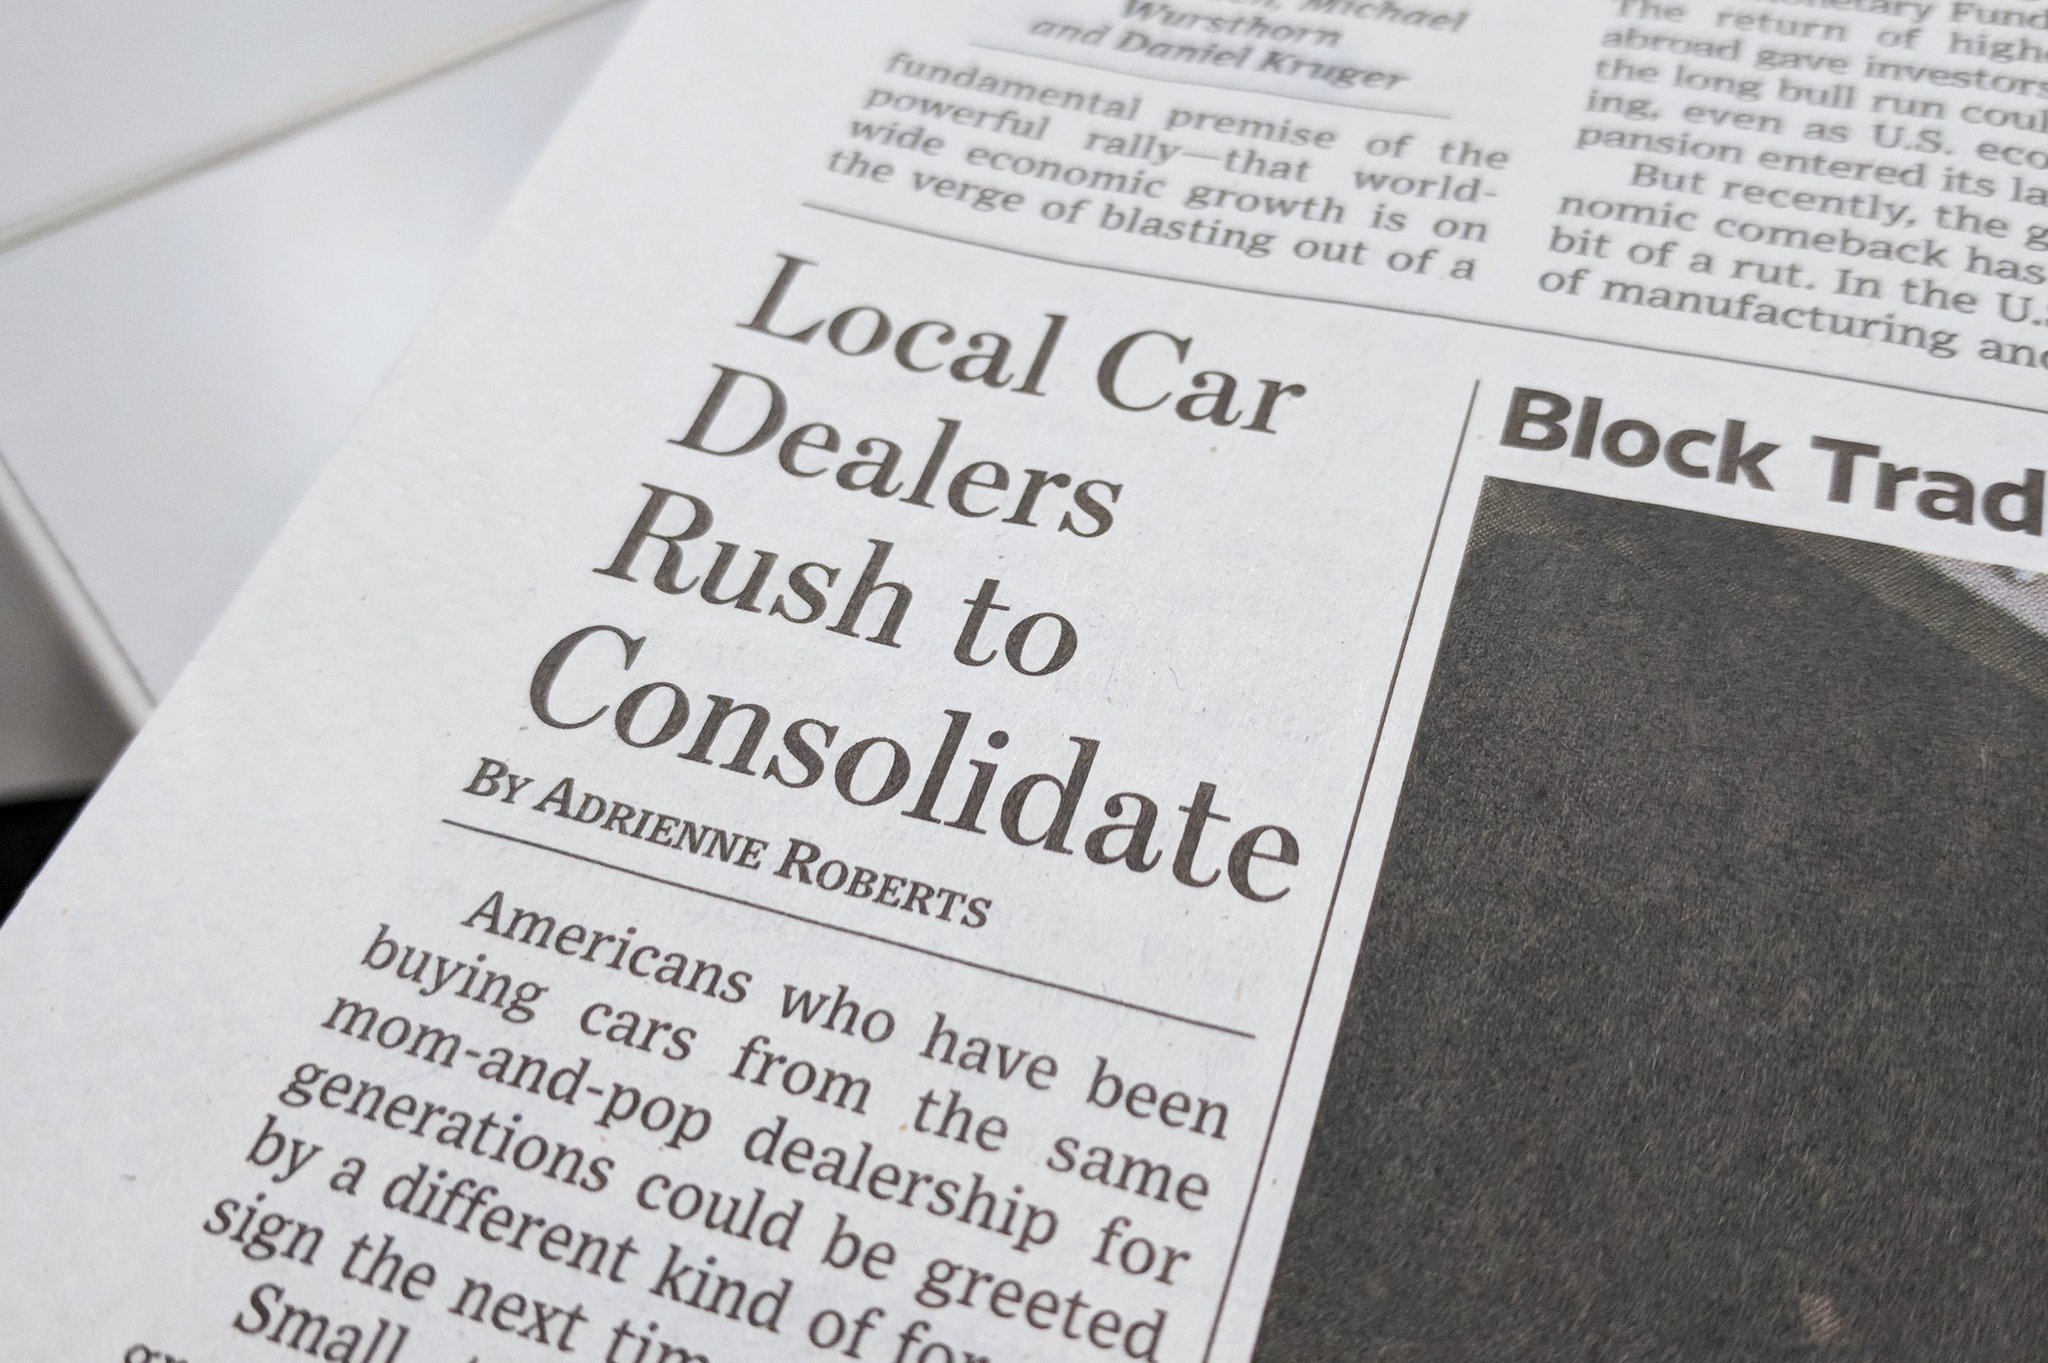 Michael
Wursthorn
and Daniel Kruger
fundamental premise of the
powerful rally—that world-
wide economic growth is on
the verge of blasting out of a
Fund
The return of
abroad gave investors
the long bull run
ing, even as U.S.
pansion entered its
But recently, the
nomic comeback has
bit of a rut. In the U.S.
of manufacturing
Local Car
Dealers
Rush to
Consolidate
By Adrienne Roberts
Americans who have been
buying cars from the same
mom-and-pop dealership for
generations could be greeted
by a different kind of
sign the next
Small
Block